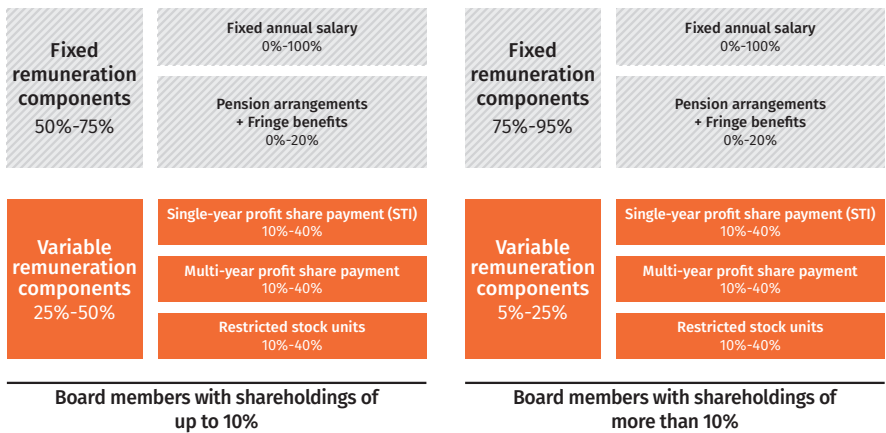 Fixed
remuneration
components
50%-75%
Fixed annual salary
0%-100%
Pension arrangements
+ Fringe benefits
0%-20%
Variable
remuneration
components
25%-50%
Single-year profit share payment (STI)
10%-40%
Multi-year profit share payment
10%-40%
Restricted stock units
10%-40%
Board members with shareholdings of
up to 10%
Fixed
remuneration
components
75%-95%
Fixed annual salary
0%-100%
Pension arrangements
+ Fringe benefits
0%-20%
Variable
remuneration
components
5%-25%
Single-year profit share payment (STI)
10%-40%
Multi-year profit share payment
10%-40%
Restricted stock units
10%-40%
Board members with shareholdings of
more than 10%